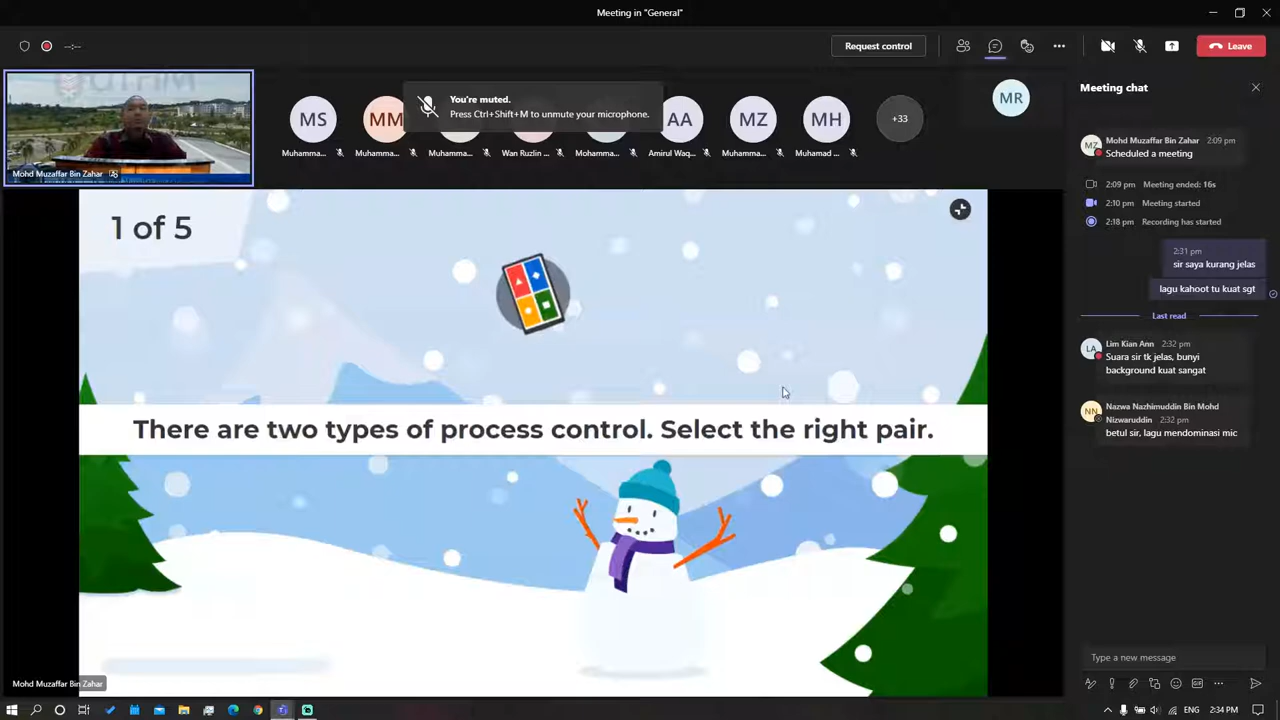 Meeting in "General"
Request control
Leave
You're muted.
Press Ctrl+Shift+M to unmute your microphone.
MS
MM
AA
MZ
MH
+33
MR
Mohd Muzaffar Bin Zahar
Muhamma...
Muhamma...
Muhamma...
Wan Ruzlin ...
Mohamma...
Amirul Waq...
Muhamma...
Muhamad ...
1 of 5
There are two types of process control. Select the right pair.
Mohd Muzaffar Bin Zahar
Meeting chat
MZ
Mohd Muzaffar Bin Zahar 2:09 pm
Scheduled a meeting
2:09 pm Meeting ended: 16s
2:10 pm Meeting started
2:18 pm Recording has started
2:31 pm
sir saya kurang jelas
lagu kahoot tu kuat sgt
Last read
LA
Lim Kian Ann 2:32 pm
Suara sir tk jelas, bunyi
background kuat sangat
NN
Nazwa Nazhimuddin Bin Mohd
Nizwaruddin 2:32 pm
betul sir, lagu mendominasi mic
Type a new message
GIF
ENG 2:34 PM